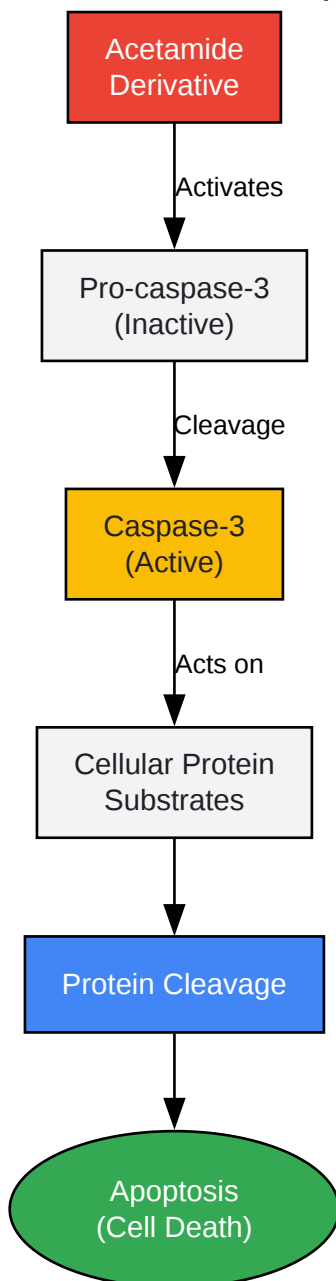 Acetamide
Derivative
Activates
Pro-caspase-3
(Inactive)
Cleavage
Caspase-3
(Active)
Acts on
Cellular Protein
Substrates
Protein Cleavage
Apoptosis
(Cell Death)